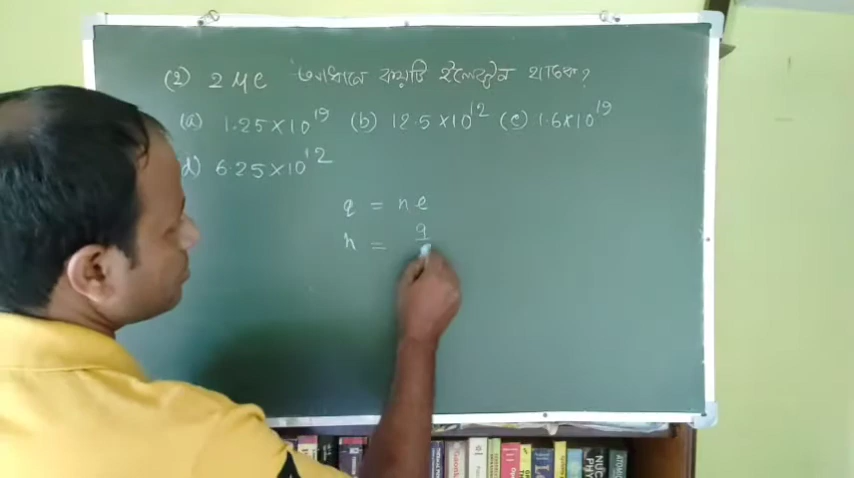 (2) 2 μC আধানে কয়টি ইলেকট্রন থাকে?
(a) 1.25×10¹⁹ (b) 12.5×10¹² (c) 1.6×10¹⁹
d) 6.25×10¹²
q = ne
n = q